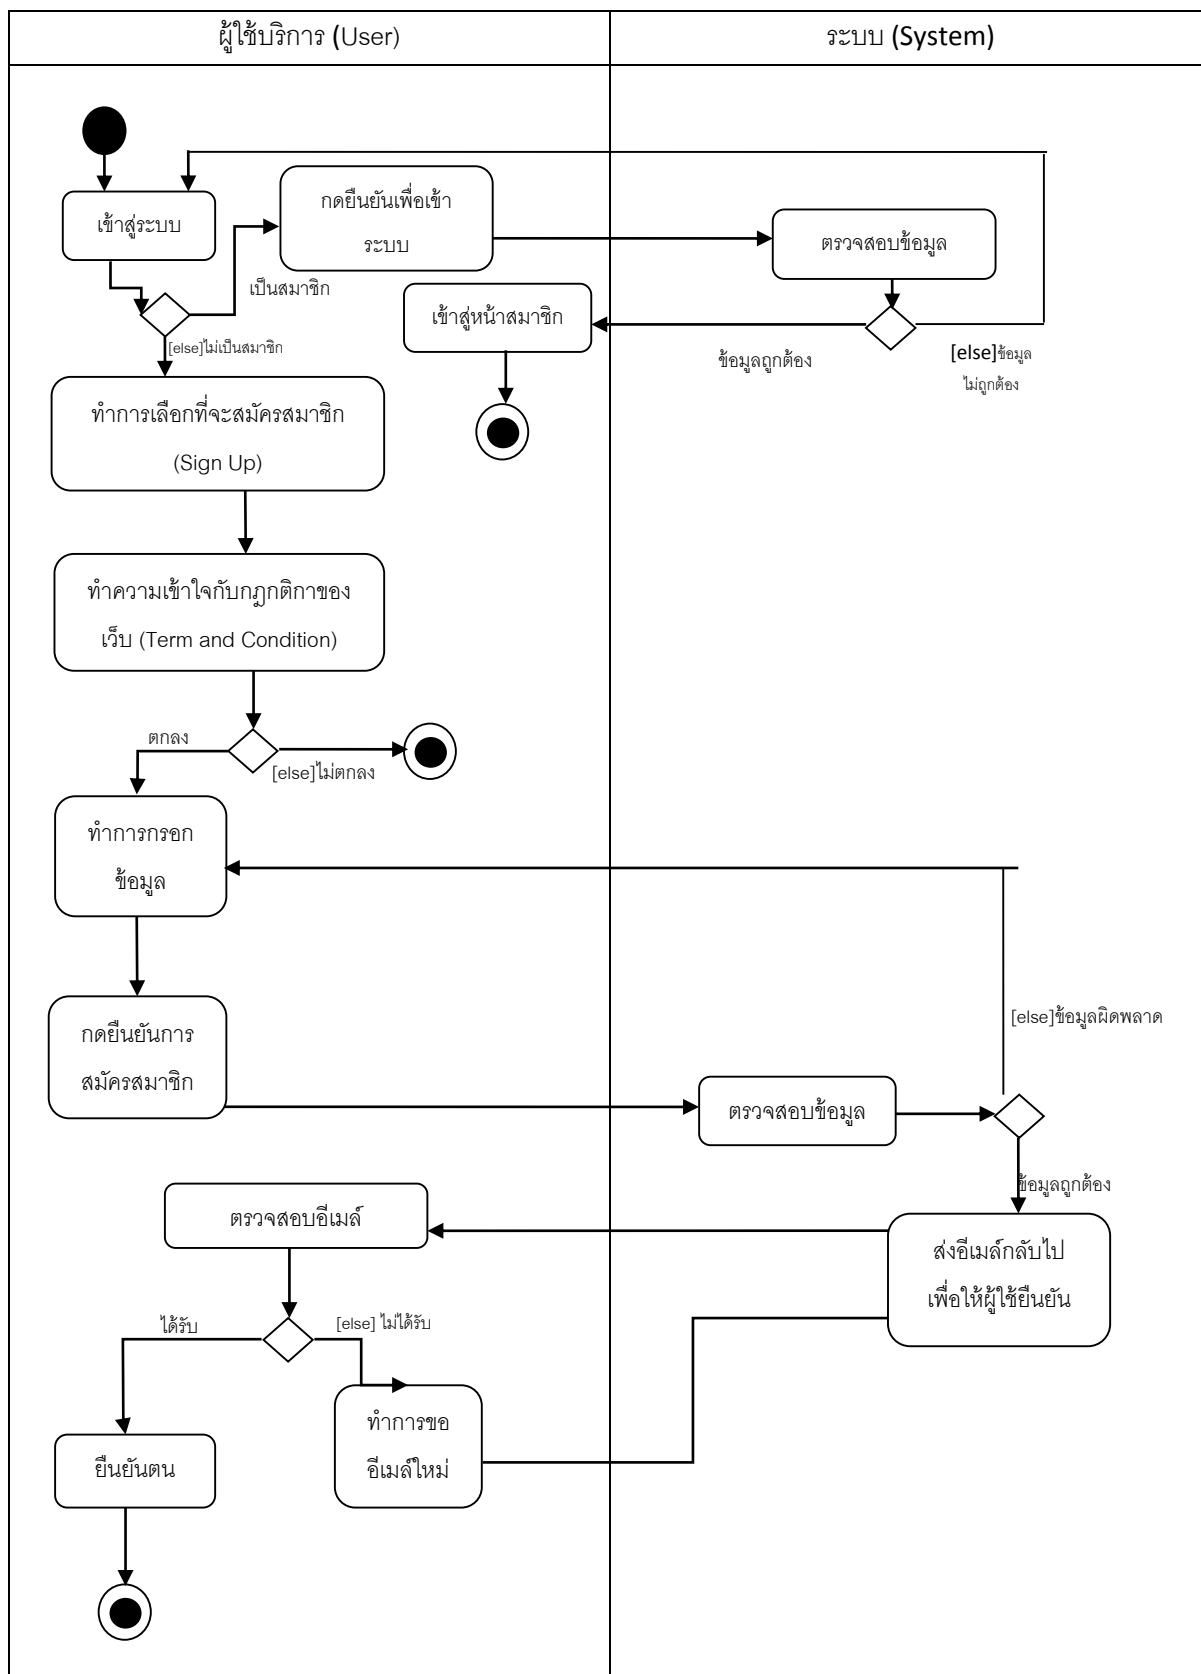 ผู้ใช้บริการ (User)
ระบบ (System)
กดยืนยันเพื่อเข้า
ระบบ
เข้าสู่ระบบ
ตรวจสอบข้อมูล
เป็นสมาชิก
เข้าสู่หน้าสมาชิก
[else]ไม่เป็นสมาชิก
ข้อมูลถูกต้อง
[else]ข้อมูล
ไม่ถูกต้อง
ทำการเลือกที่จะสมัครสมาชิก
(Sign Up)
ทำความเข้าใจกับกฎกติกาของ
เว็บ (Term and Condition)
ตกลง
[else]ไม่ตกลง
ทำการกรอก
ข้อมูล
[else]ข้อมูลผิดพลาด
กดยืนยันการ
สมัครสมาชิก
ตรวจสอบข้อมูล
ข้อมูลถูกต้อง
ตรวจสอบอีเมล์
ส่งอีเมล์กลับไป
เพื่อให้ผู้ใช้ยืนยัน
ได้รับ
[else] ไม่ได้รับ
ทำการขอ
อีเมล์ใหม่
ยืนยันตน